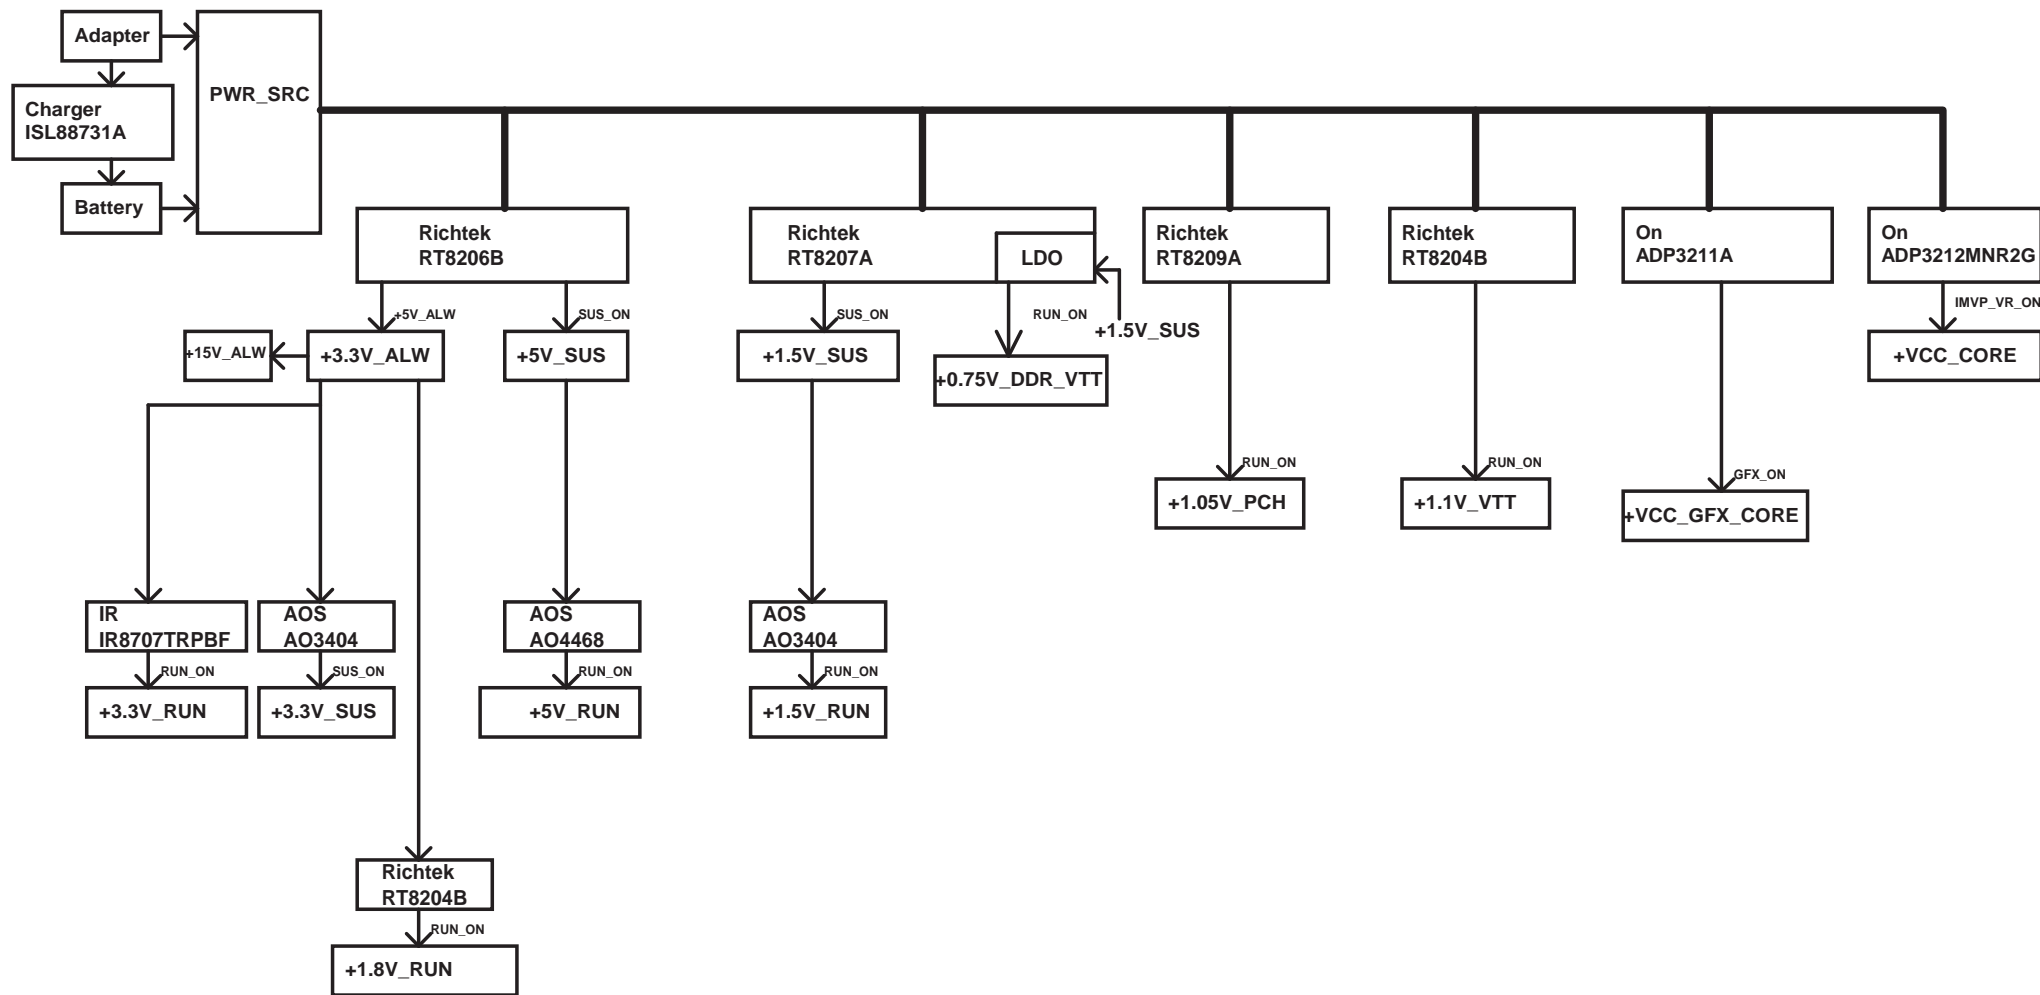 Adapter
PWR_SRC
Charger
ISL88731A
Battery
Richtek
RT8206B
Richtek
RT8207A
LDO
Richtek
RT8209A
Richtek
RT8204B
On
ADP3211A
On
ADP3212MNR2G
+5V_ALW
SUS_ON
SUS_ON
RUN_ON
+1.5V_SUS
IMVP_VR_ON
+15V_ALW
+3.3V_ALW
+5V_SUS
+1.5V_SUS
+0.75V_DDR_VTT
+VCC_CORE
RUN_ON
RUN_ON
GFX_ON
+1.05V_PCH
+1.1V_VTT
+VCC_GFX_CORE
IR
IR8707TRPBF
AOS
AO3404
AOS
AO4468
AOS
AO3404
RUN_ON
SUS_ON
RUN_ON
RUN_ON
+3.3V_RUN
+3.3V_SUS
+5V_RUN
+1.5V_RUN
Richtek
RT8204B
RUN_ON
+1.8V_RUN